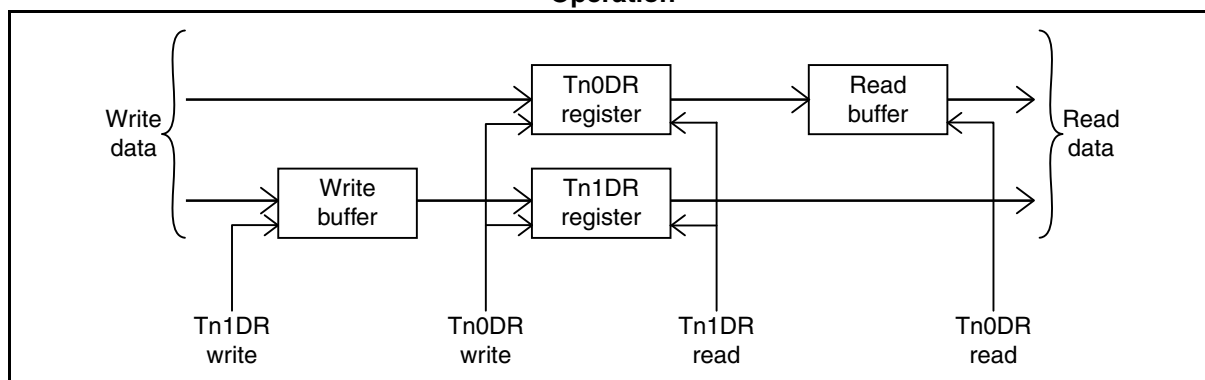 Operation
Write
data
Tn0DR
register
Read
buffer
Read
data
Write
buffer
Tn1DR
register
Tn1DR
write
Tn0DR
write
Tn1DR
read
Tn0DR
read